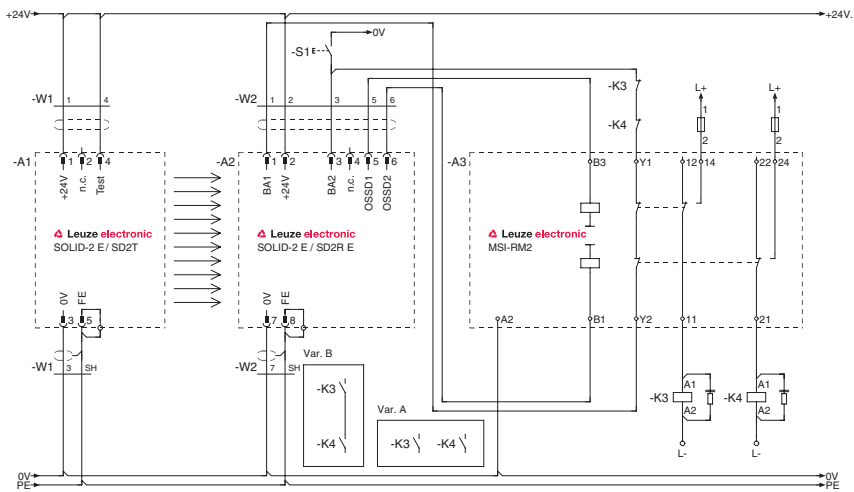 +24V
+24V.
0V
-S1
-K3
-K4
L+
1
2
L+
1
2
-W1 1 4
-W2 1 2 3 5 6
-A1 1 2 4
+24V
n.c.
Test
-A2 1 2 3 4 5 6
BA1
+24V
BA2
n.c.
OSSD1
OSSD2
-A3 B3 Y1 12 14 22 24
Leuze electronic
SOLID-2 E / SD2T
Leuze electronic
SOLID-2 E / SD2R E
Leuze electronic
MSI-RM2
0V
FE
3 5
0V
FE
7 8
A2 B1 Y2 11 21
-W1 3 SH
-W2 7 SH
Var. B
-K3
-K4
Var. A
-K3 -K4
-K3 A1
A2
L-
-K4 A1
A2
L-
0V
PE
0V
PE